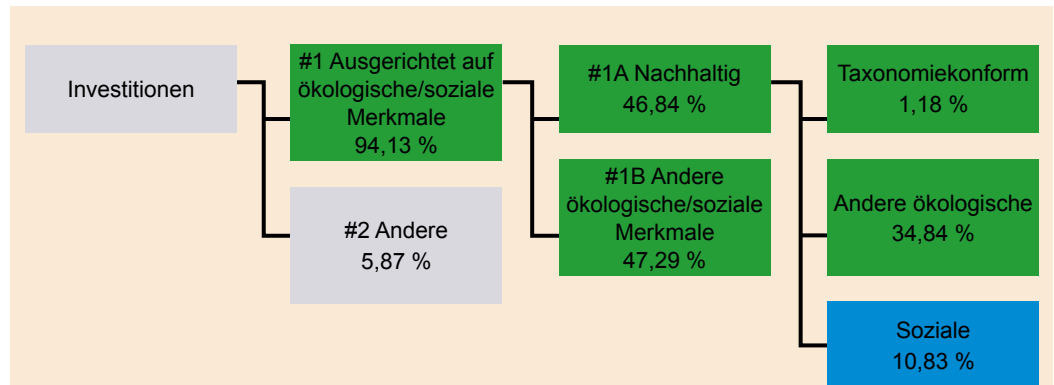 Investitionen
#1 Ausgerichtet auf
ökologische/soziale
Merkmale
94,13 %
#2 Andere
5,87 %
#1A Nachhaltig
46,84 %
#1B Andere
ökologische/soziale
Merkmale
47,29 %
Taxonomiekonform
1,18 %
Andere ökologische
34,84 %
Soziale
10,83 %